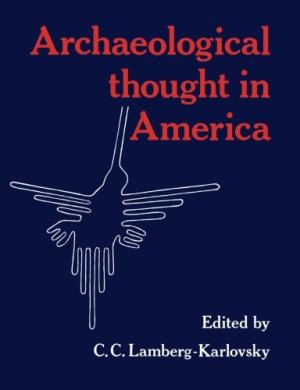 Archaeological
thought in
America
Edited by
C. C. Lamberg-Karlovsky